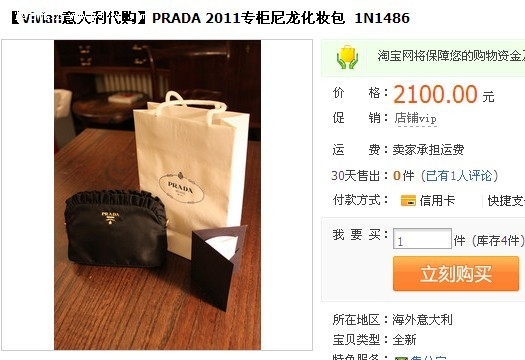 【Vivian意大利代购】PRADA 2011专柜尼龙化妆包 1N1486
淘宝网将保障您的购物资金
价 格：2100.00 元
促 销：店铺vip
运 费：卖家承担运费
30天售出：0件（已有1人评论）
付款方式： 信用卡 快捷支
我 要 买：1 件（库存4件）
立刻购买
所在地区：海外意大利
宝贝类型：全新
PRADA
PRADA